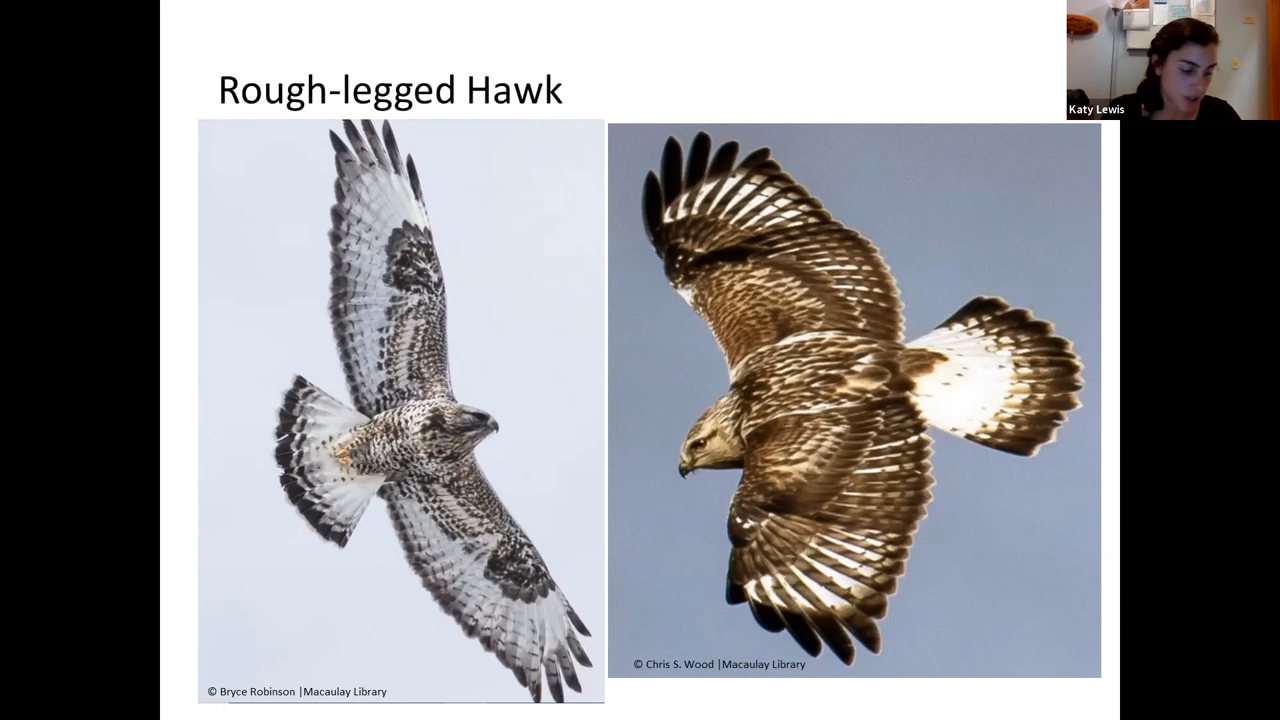 Rough-legged Hawk
Katy Lewis
© Chris S. Wood |Macaulay Library
© Bryce Robinson |Macaulay Library